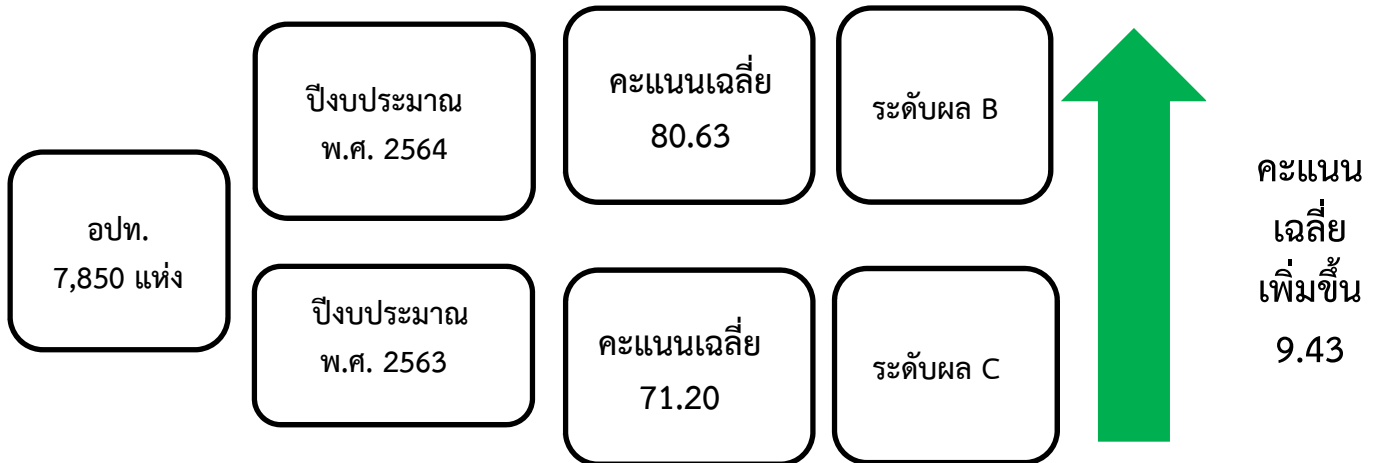 อปท.
7,850 แห่ง
ปีงบประมาณ
พ.ศ. 2564
คะแนนเฉลี่ย
80.63
ระดับผล B
ปีงบประมาณ
พ.ศ. 2563
คะแนนเฉลี่ย
71.20
ระดับผล C
คะแนน
เฉลี่ย
เพิ่มขึ้น
9.43